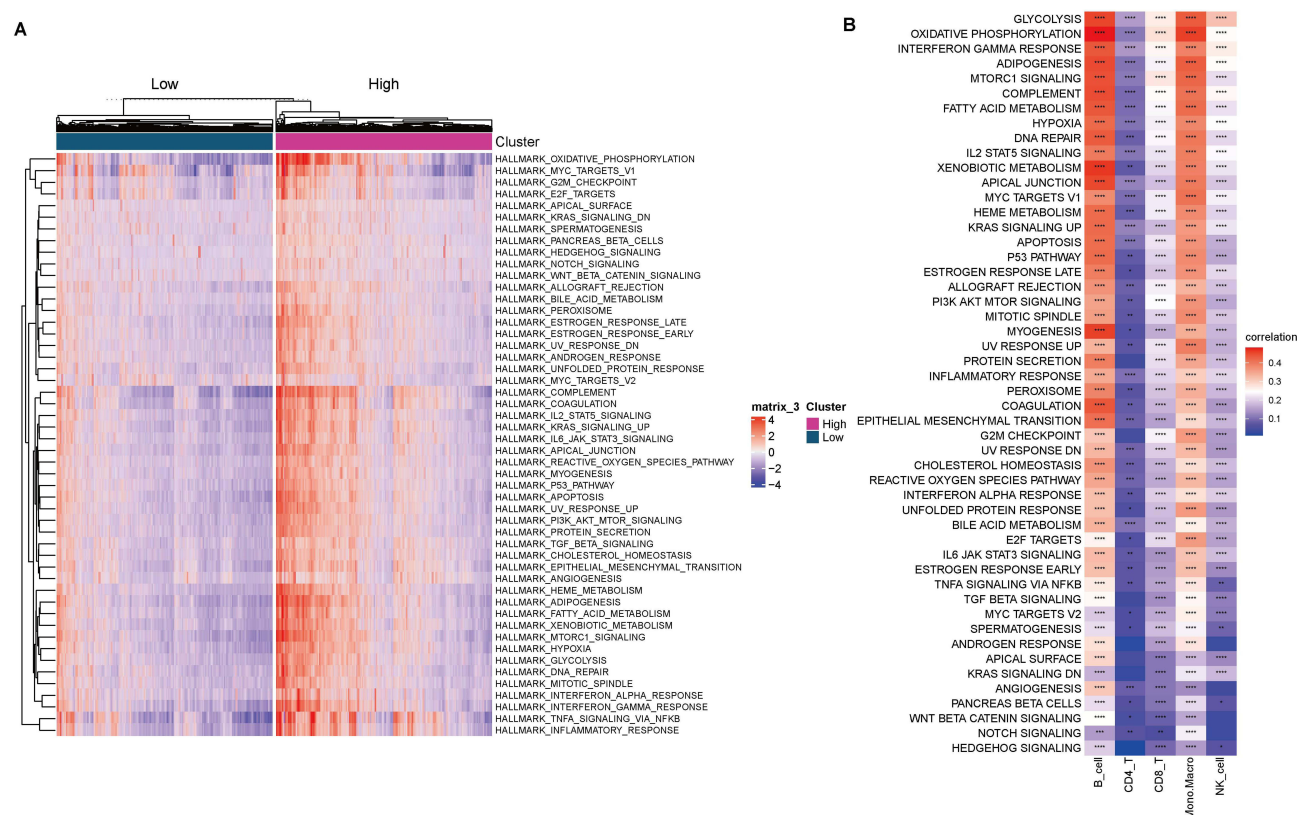 A
Low
High
Cluster
HALLMARK_OXIDATIVE_PHOSPHORYLATION
HALLMARK_MYC_TARGETS_V1
HALLMARK_G2M_CHECKPOINT
HALLMARK_E2F_TARGETS
HALLMARK_APICAL_SURFACE
HALLMARK_KRAS_SIGNALING_DN
HALLMARK_SPERMATOGENESIS
HALLMARK_PANCREAS_BETA_CELLS
HALLMARK_HEDGEHOG_SIGNALING
HALLMARK_NOTCH_SIGNALING
HALLMARK_WNT_BETA_CATENIN_SIGNALING
HALLMARK_ALLOGRAFT_REJECTION
HALLMARK_BILE_ACID_METABOLISM
HALLMARK_PEROXISOME
HALLMARK_ESTROGEN_RESPONSE_LATE
HALLMARK_ESTROGEN_RESPONSE_EARLY
HALLMARK_UV_RESPONSE_DN
HALLMARK_ANDROGEN_RESPONSE
HALLMARK_UNFOLDED_PROTEIN_RESPONSE
HALLMARK_MYC_TARGETS_V2
HALLMARK_COMPLEMENT
HALLMARK_COAGULATION
HALLMARK_IL2_STAT5_SIGNALING
HALLMARK_KRAS_SIGNALING_UP
HALLMARK_IL6_JAK_STAT3_SIGNALING
HALLMARK_APICAL_JUNCTION
HALLMARK_REACTIVE_OXYGEN_SPECIES_PATHWAY
HALLMARK_MYOGENESIS
HALLMARK_P53_PATHWAY
HALLMARK_APOPTOSIS
HALLMARK_UV_RESPONSE_UP
HALLMARK_PI3K_AKT_MTOR_SIGNALING
HALLMARK_PROTEIN_SECRETION
HALLMARK_TGF_BETA_SIGNALING
HALLMARK_CHOLESTEROL_HOMEOSTASIS
HALLMARK_EPITHELIAL_MESENCHYMAL_TRANSITION
HALLMARK_ANGIOGENESIS
HALLMARK_HEME_METABOLISM
HALLMARK_ADIPOGENESIS
HALLMARK_FATTY_ACID_METABOLISM
HALLMARK_XENOBIOTIC_METABOLISM
HALLMARK_MTORC1_SIGNALING
HALLMARK_HYPOXIA
HALLMARK_GLYCOLYSIS
HALLMARK_DNA_REPAIR
HALLMARK_MITOTIC_SPINDLE
HALLMARK_INTERFERON_ALPHA_RESPONSE
HALLMARK_INTERFERON_GAMMA_RESPONSE
HALLMARK_TNFA_SIGNALING_VIA_NFKB
HALLMARK_INFLAMMATORY_RESPONSE
matrix_3
4
2
0
−2
−4
Cluster
High
Low
B
GLYCOLYSIS **** **** **** **** ****
OXIDATIVE PHOSPHORYLATION **** **** **** **** ****
INTERFERON GAMMA RESPONSE **** **** **** **** ****
ADIPOGENESIS **** **** **** **** ****
MTORC1 SIGNALING **** **** **** **** ****
COMPLEMENT **** **** **** **** ****
FATTY ACID METABOLISM **** **** **** **** ****
HYPOXIA **** **** **** **** ****
DNA REPAIR **** *** **** **** ****
IL2 STAT5 SIGNALING **** **** **** **** ****
XENOBIOTIC METABOLISM **** ** **** **** ****
APICAL JUNCTION **** **** **** **** ****
MYC TARGETS V1 **** **** **** **** ****
HEME METABOLISM **** *** **** **** ****
KRAS SIGNALING UP **** **** **** **** ****
APOPTOSIS **** **** **** **** ****
P53 PATHWAY **** ** **** **** ****
ESTROGEN RESPONSE LATE **** * **** **** ****
ALLOGRAFT REJECTION **** *** **** **** ****
PI3K AKT MTOR SIGNALING **** ** **** **** ****
MITOTIC SPINDLE **** ** **** **** ****
MYOGENESIS **** * **** **** ****
UV RESPONSE UP **** ** **** **** ****
PROTEIN SECRETION **** **** **** ****
INFLAMMATORY RESPONSE **** **** **** **** ****
PEROXISOME **** ** **** **** ****
COAGULATION **** ** **** **** ****
EPITHELIAL MESENCHYMAL TRANSITION **** *** **** **** ****
G2M CHECKPOINT **** **** **** ****
UV RESPONSE DN **** *** **** **** ****
CHOLESTEROL HOMEOSTASIS **** *** **** **** ****
REACTIVE OXYGEN SPECIES PATHWAY **** *** **** **** ****
INTERFERON ALPHA RESPONSE **** ** **** **** ****
UNFOLDED PROTEIN RESPONSE **** * **** **** ****
BILE ACID METABOLISM **** **** **** **** ****
E2F TARGETS **** * **** **** ****
IL6 JAK STAT3 SIGNALING **** ** **** **** ****
ESTROGEN RESPONSE EARLY **** ** **** **** ****
TNFA SIGNALING VIA NFKB **** ** **** **** **
TGF BETA SIGNALING **** **** **** ****
MYC TARGETS V2 **** * **** **** ****
SPERMATOGENESIS **** * **** **** **
ANDROGEN RESPONSE **** **** ****
APICAL SURFACE **** **** **** ****
KRAS SIGNALING DN **** **** **** ****
ANGIOGENESIS **** *** **** ****
PANCREAS BETA CELLS **** * **** **** *
WNT BETA CATENIN SIGNALING **** * **** ****
NOTCH SIGNALING *** ** ** ****
HEDGEHOG SIGNALING **** **** **** *
B_cell
CD4_T
CD8_T
Mono.Macro
NK_cell
correlation
0.4
0.3
0.2
0.1